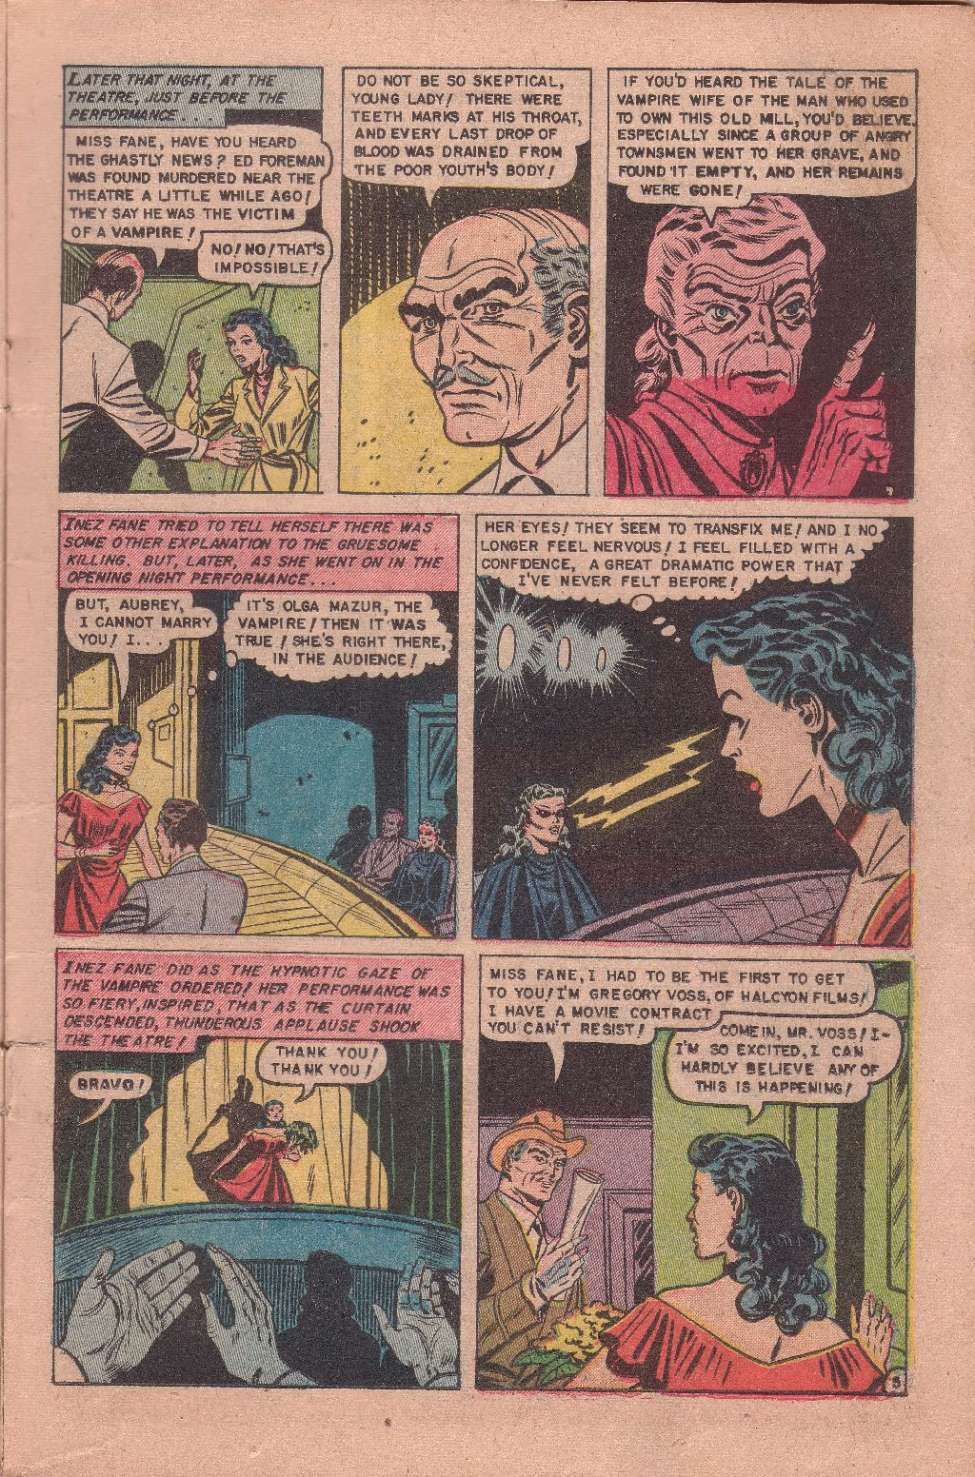 LATER THAT NIGHT, AT THE
THEATRE, JUST BEFORE THE
PERFORMANCE...
MISS FANE, HAVE YOU HEARD
THE GHASTLY NEWS? ED FOREMAN
WAS FOUND MURDERED NEAR THE
THEATRE A LITTLE WHILE AGO!
THEY SAY HE WAS THE VICTIM
OF A VAMPIRE!
NO! NO! THAT'S
IMPOSSIBLE!
DO NOT BE SO SKEPTICAL,
YOUNG LADY! THERE WERE
TEETH MARKS AT HIS THROAT,
AND EVERY LAST DROP OF
BLOOD WAS DRAINED FROM
THE POOR YOUTH'S BODY!
IF YOU'D HEARD THE TALE OF THE
VAMPIRE WIFE OF THE MAN WHO USED
TO OWN THIS OLD MILL, YOU'D BELIEVE,
ESPECIALLY SINCE A GROUP OF ANGRY
TOWNSMEN WENT TO HER GRAVE, AND
FOUND IT EMPTY, AND HER REMAINS
WERE GONE!
INEZ FANE TRIED TO TELL HERSELF THERE WAS
SOME OTHER EXPLANATION TO THE GRUESOME
KILLING. BUT, LATER, AS SHE WENT ON IN THE
OPENING NIGHT PERFORMANCE...
BUT, AUBREY,
I CANNOT MARRY
YOU! I...
IT'S OLGA MAZUR, THE
VAMPIRE! THEN IT WAS
TRUE! SHE'S RIGHT THERE,
IN THE AUDIENCE!
HER EYES! THEY SEEM TO TRANSFIX ME! AND I NO
LONGER FEEL NERVOUS! I FEEL FILLED WITH A
CONFIDENCE, A GREAT DRAMATIC POWER THAT
I'VE NEVER FELT BEFORE!
INEZ FANE DID AS THE HYPNOTIC GAZE OF
THE VAMPIRE ORDERED! HER PERFORMANCE WAS
SO FIERY, INSPIRED, THAT AS THE CURTAIN
DESCENDED, THUNDEROUS APPLAUSE SHOOK
THE THEATRE!
BRAVO!
THANK YOU!
THANK YOU!
MISS FANE, I HAD TO BE THE FIRST TO GET
TO YOU! I'M GREGORY VOSS, OF HALCYON FILMS!
I HAVE A MOVIE CONTRACT
YOU CAN'T RESIST!
COME IN, MR. VOSS! I-
I'M SO EXCITED, I CAN
HARDLY BELIEVE ANY OF
THIS IS HAPPENING!
5